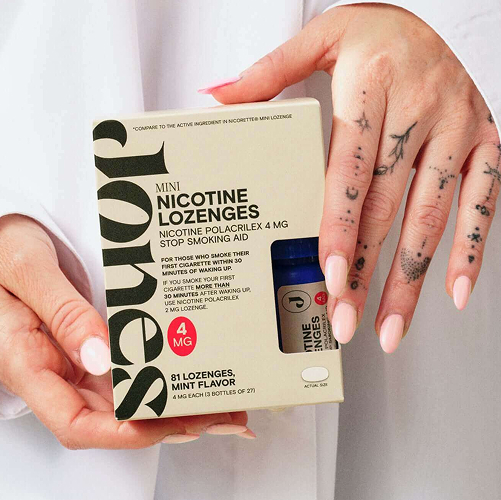 *COMPARE TO THE ACTIVE INGREDIENT IN NICORETTE® MINI LOZENGE
Jones
MINI
NICOTINE
LOZENGES
NICOTINE POLACRILEX 4 MG
STOP SMOKING AID
FOR THOSE WHO SMOKE THEIR
FIRST CIGARETTE WITHIN 30
MINUTES OF WAKING UP.
IF YOU SMOKE YOUR FIRST
CIGARETTE MORE THAN
30 MINUTES AFTER WAKING UP,
USE NICOTINE POLACRILEX
2 MG LOZENGE.
4
MG
81 LOZENGES,
MINT FLAVOR
4 MG EACH (3 BOTTLES OF 27)
J
TINE
ENGES
ACTUAL SIZE